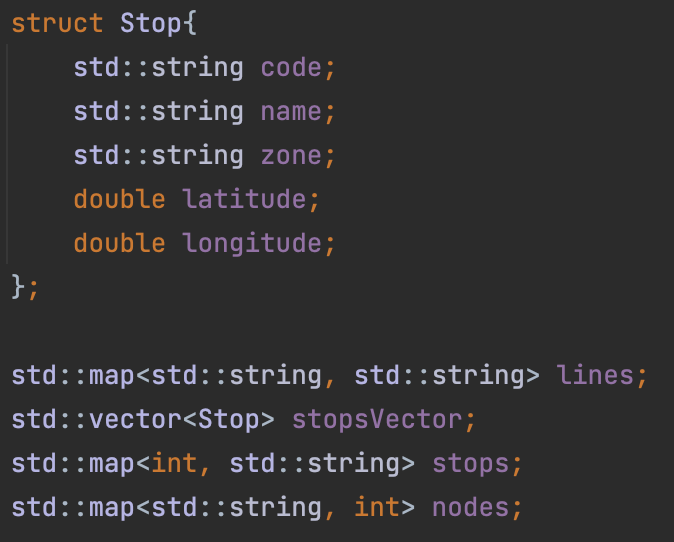 struct Stop{
    std::string code;
    std::string name;
    std::string zone;
    double latitude;
    double longitude;
};
std::map<std::string, std::string> lines;
std::vector<Stop> stopsVector;
std::map<int, std::string> stops;
std::map<std::string, int> nodes;